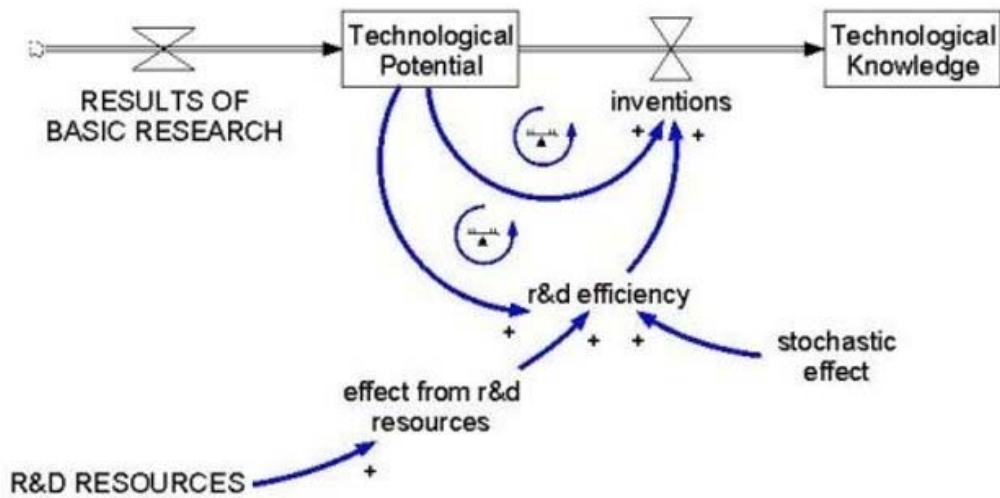 Technological
Potential
Technological
Knowledge
RESULTS OF
BASIC RESEARCH
inventions
+
+
r&d efficiency
+
+
+
stochastic
effect
effect from r&d
resources
+
R&D RESOURCES